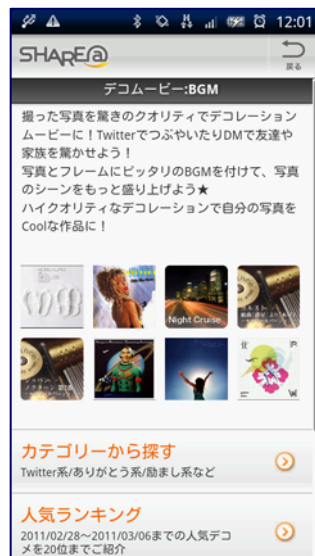 12:01
SHARE@
戻る
デコムービー:BGM
撮った写真を驚きのクオリティでデコレーション
ムービーに！TwitterでつぶやいたりDMで友達や
家族を驚かせよう！
写真とフレームにピッタリのBGMを付けて、写真
のシーンをもっと盛り上げよう★
ハイクオリティなデコレーションで自分の写真を
Coolな作品に！
Night Cruise
カテゴリーから探す
Twitter系/ありがとう系/励まし系など
人気ランキング
2011/02/28～2011/03/06までの人気デコ
メを20位までご紹介